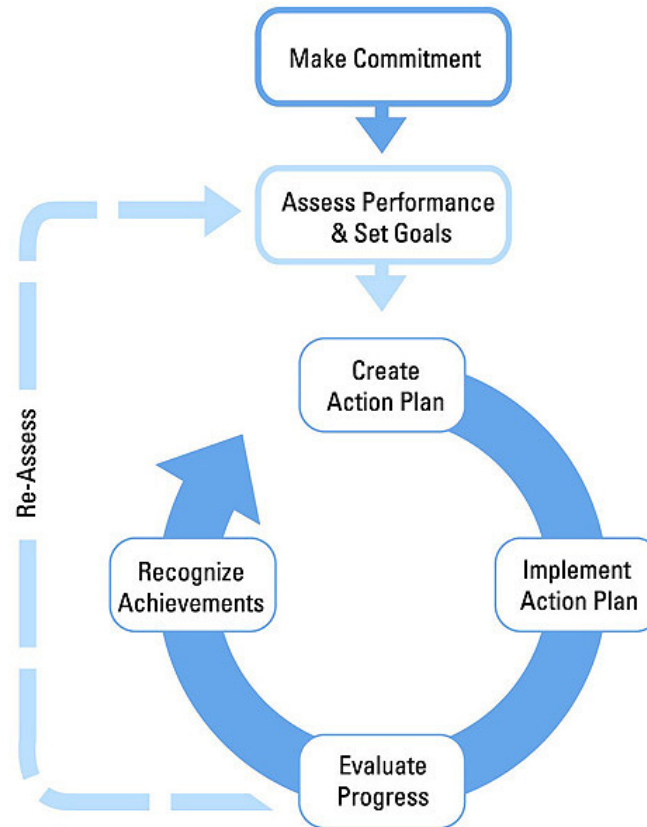 Make Commitment
Assess Performance
& Set Goals
Create
Action Plan
Re-Assess
Recognize
Achievements
Implement
Action Plan
Evaluate
Progress